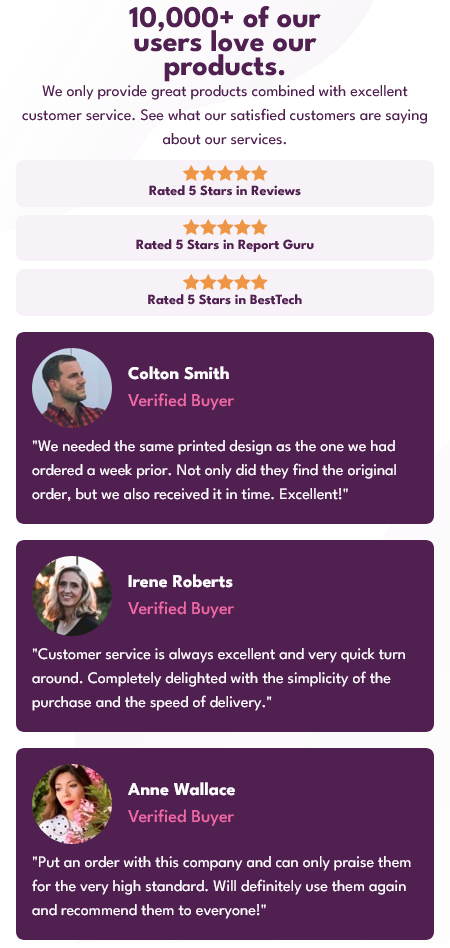 10,000+ of our
users love our
products.
We only provide great products combined with excellent
customer service. See what our satisfied customers are saying
about our services.
Rated 5 Stars in Reviews
Rated 5 Stars in Report Guru
Rated 5 Stars in BestTech
Colton Smith
Verified Buyer
"We needed the same printed design as the one we had
ordered a week prior. Not only did they find the original
order, but we also received it in time. Excellent!"
Irene Roberts
Verified Buyer
"Customer service is always excellent and very quick turn
around. Completely delighted with the simplicity of the
purchase and the speed of delivery."
Anne Wallace
Verified Buyer
"Put an order with this company and can only praise them
for the very high standard. Will definitely use them again
and recommend them to everyone!"